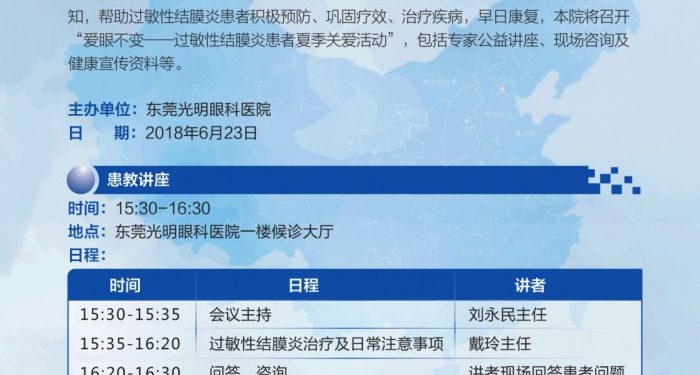 知，帮助过敏性结膜炎患者积极预防、巩固疗效、治疗疾病，早日康复，本院将召开
“爱眼不变——过敏性结膜炎患者夏季关爱活动”，包括专家公益讲座、现场咨询及
健康宣传资料等。
主办单位：东莞光明眼科医院
日　　期：2018年6月23日
患教讲座
时间：15:30-16:30
地点：东莞光明眼科医院一楼候诊大厅
日程：
时间 日程 讲者
15:30-15:35 会议主持 刘永民主任
15:35-16:20 过敏性结膜炎治疗及日常注意事项 戴玲主任
16:20-16:30 问答、咨询 讲者现场回答患者问题